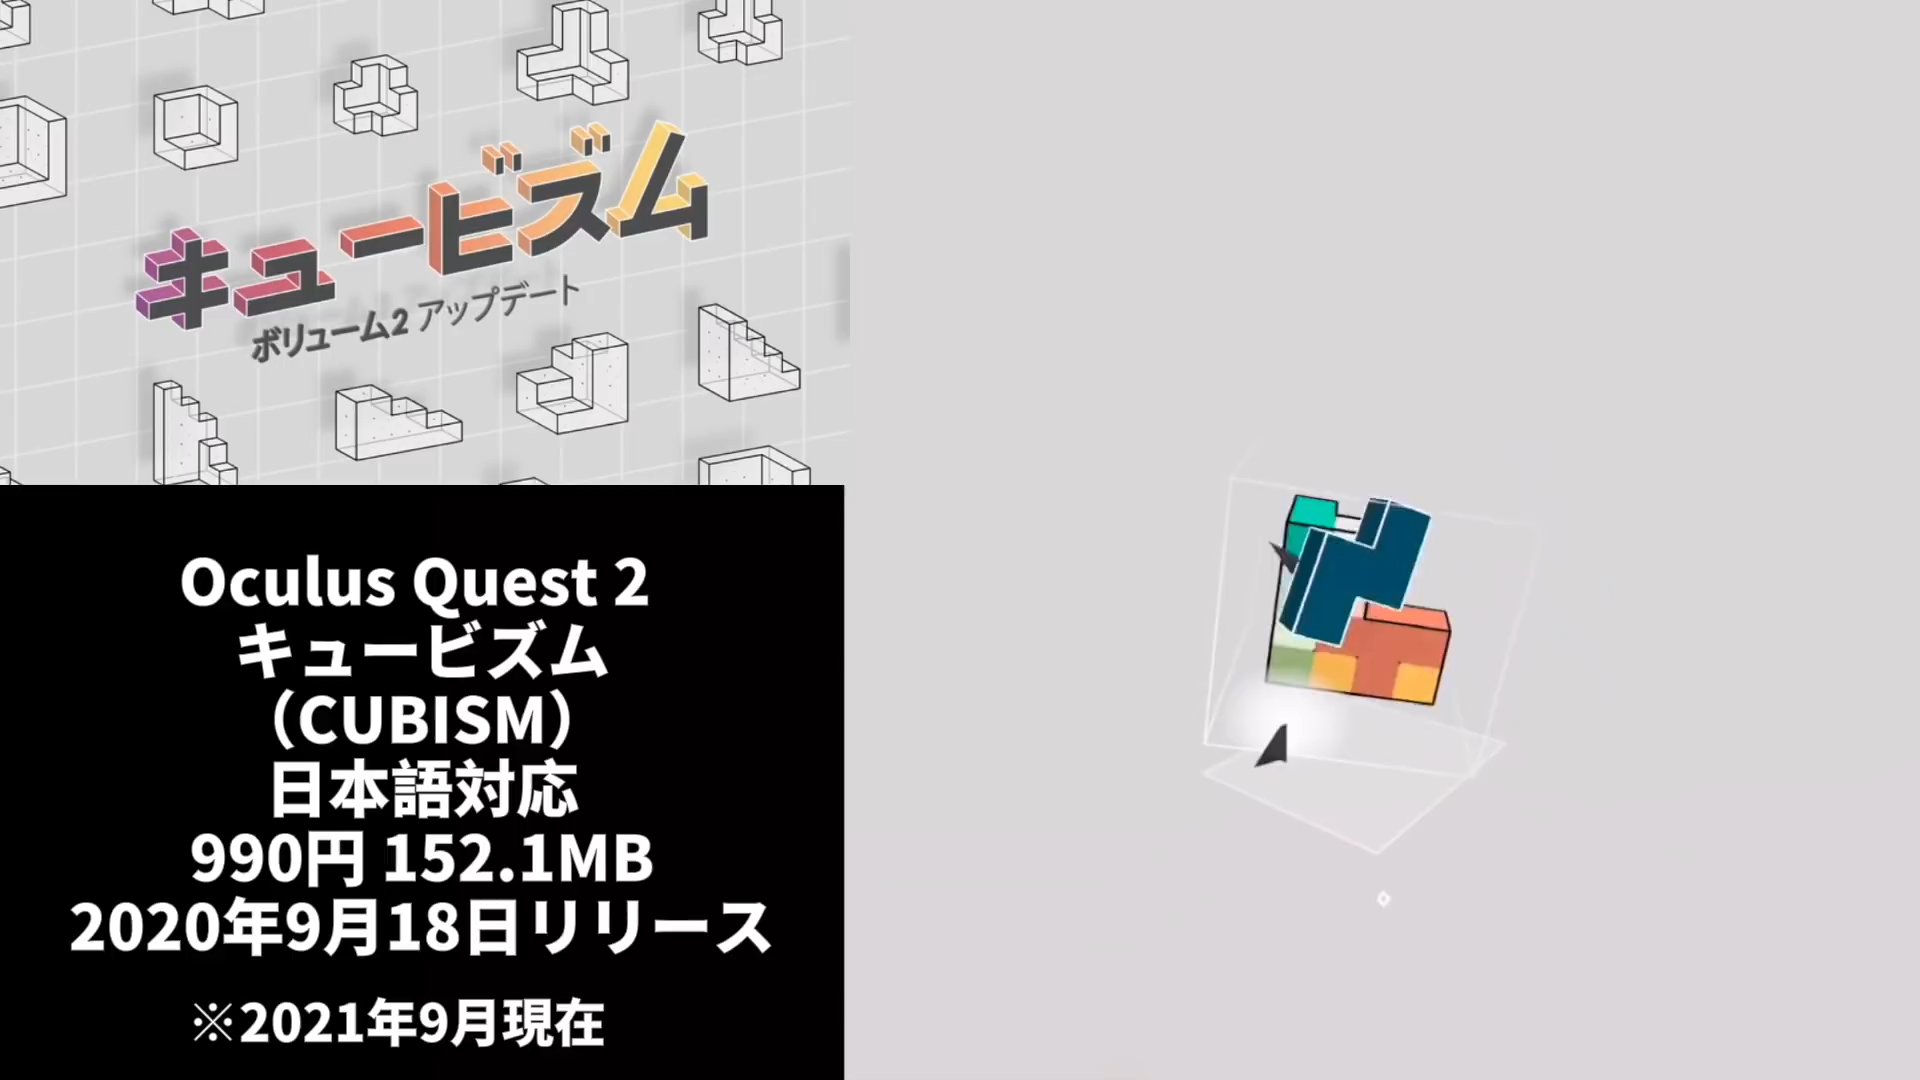 キュービズム
ボリューム2 アップデート
Oculus Quest 2
キュービズム
（CUBISM）
日本語対応
990円 152.1MB
2020年9月18日リリース
※2021年9月現在